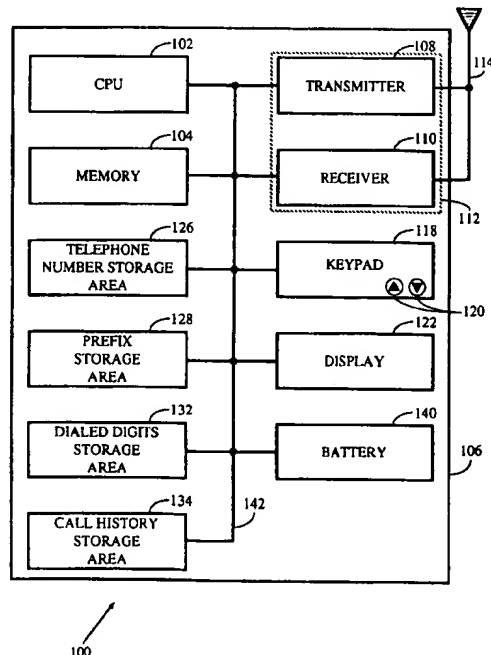 102
CPU
104
MEMORY
126
TELEPHONE
NUMBER STORAGE
AREA
128
PREFIX
STORAGE
AREA
132
DIALED DIGITS
STORAGE
AREA
134
CALL HISTORY
STORAGE
AREA
142
108
TRANSMITTER
110
RECEIVER
112
114
118
KEYPAD
120
122
DISPLAY
140
BATTERY
106
100